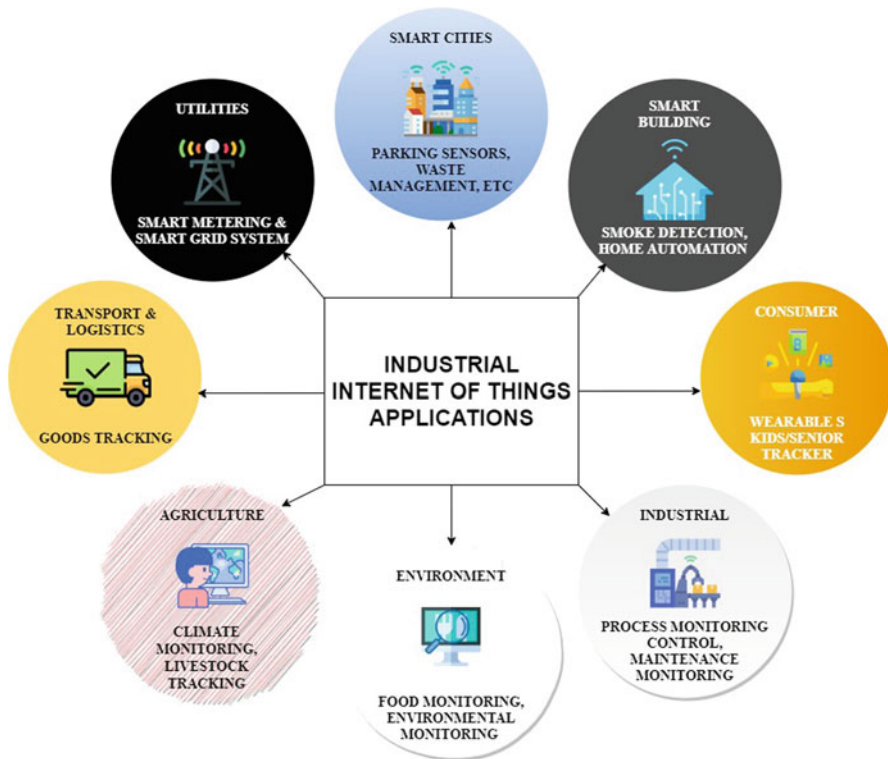 SMART CITIES
PARKING SENSORS,
WASTE
MANAGEMENT, ETC
UTILITIES
SMART METERING &
SMART GRID SYSTEM
SMART
BUILDING
SMOKE DETECTION,
HOME AUTOMATION
TRANSPORT &
LOGISTICS
GOODS TRACKING
INDUSTRIAL
INTERNET OF THINGS
APPLICATIONS
CONSUMER
WEARABLE S
KIDS/SENIOR
TRACKER
AGRICULTURE
CLIMATE
MONITORING,
LIVESTOCK
TRACKING
ENVIRONMENT
FOOD MONITORING,
ENVIRONMENTAL
MONITORING
INDUSTRIAL
PROCESS MONITORING
CONTROL,
MAINTENANCE
MONITORING